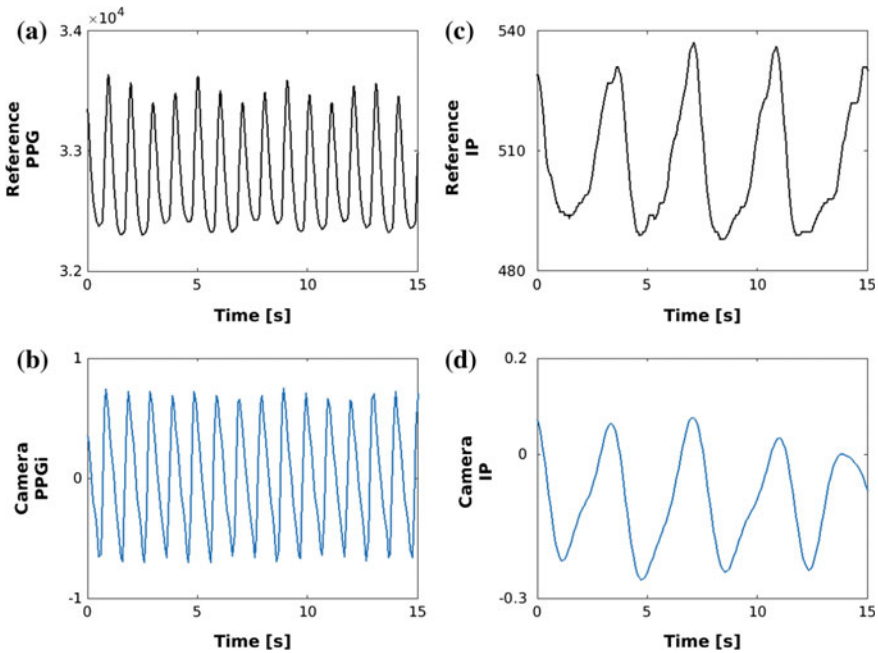 (a)
×10⁴
3.4
3.3
3.2
Reference
PPG
0
5
10
15
Time [s]
(c)
540
510
480
Reference
IP
0
5
10
15
Time [s]
(b)
1
0
-1
Camera
PPGi
0
5
10
15
Time [s]
(d)
0.2
0
-0.3
Camera
IP
0
5
10
15
Time [s]